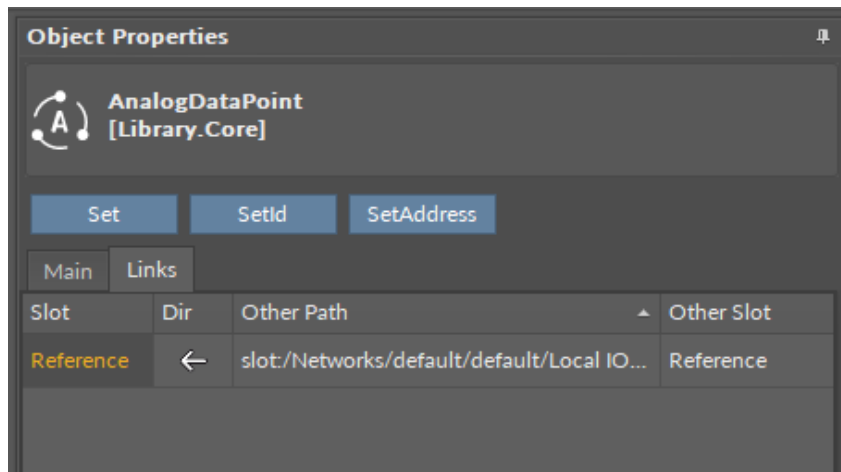 Object Properties
AnalogDataPoint
[Library.Core]
A
Set SetId SetAddress
Main Links
Slot Dir Other Path Other Slot
Reference slot:/Networks/default/default/Local IO... Reference